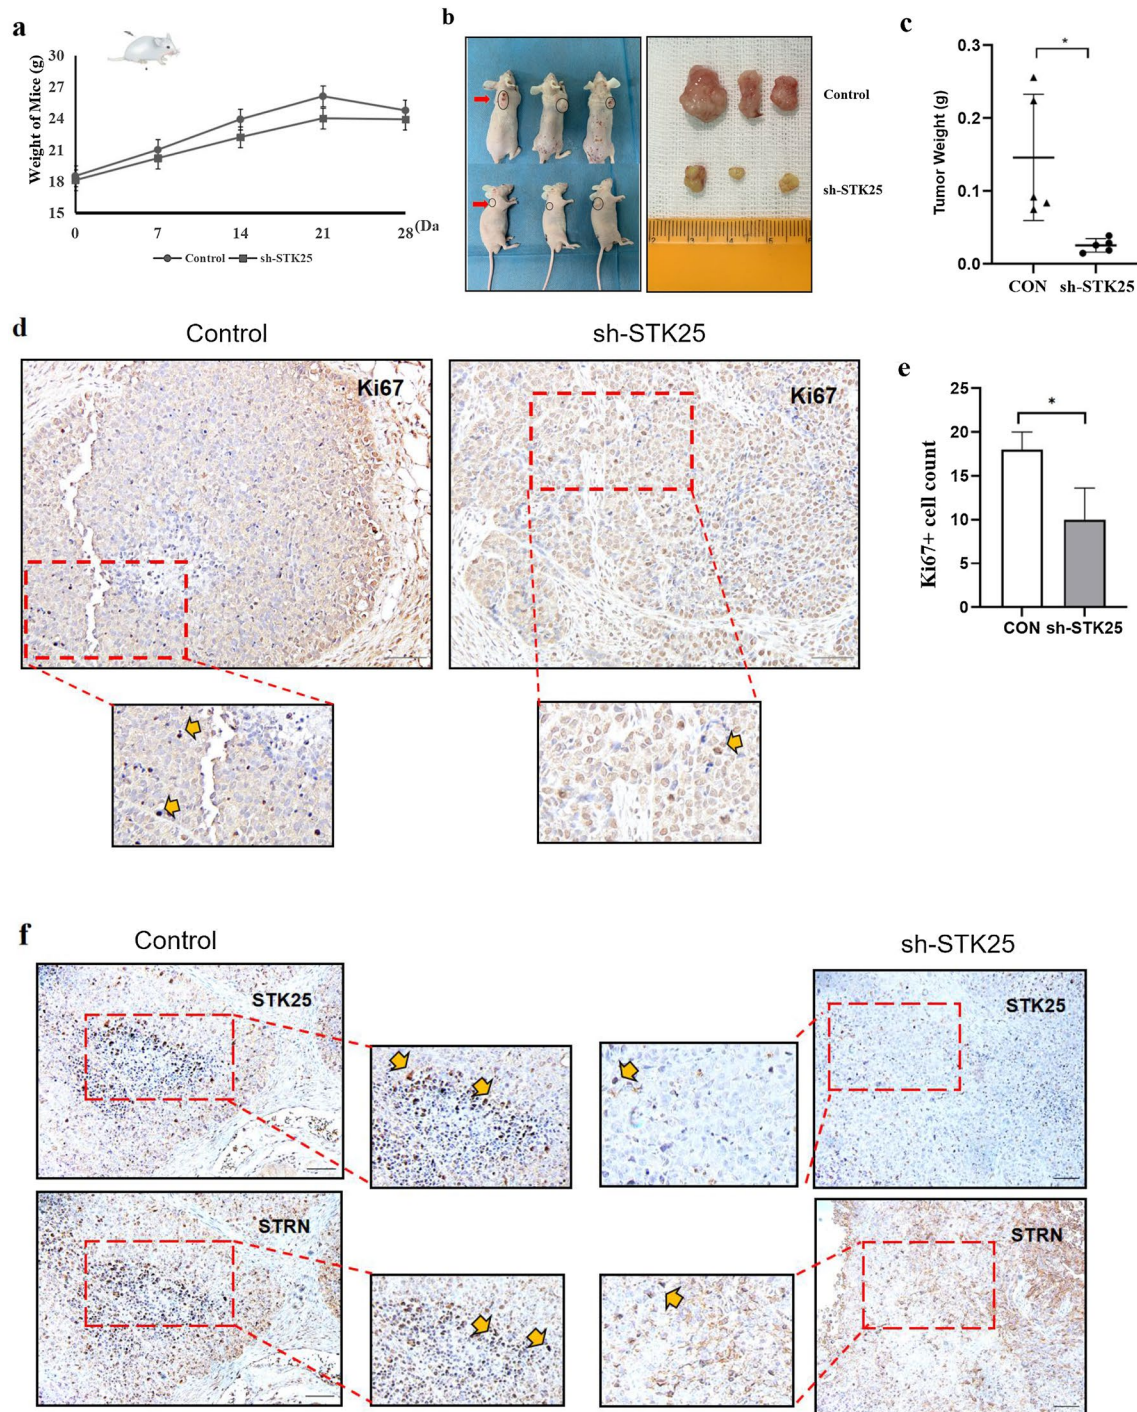 a
Weight of Mice (g)
30
27
24
21
18
15
0 7 14 21 28 (Da
Control sh-STK25
b
Control
sh-STK25
c
Tumor Weight (g)
0.3
0.2
0.1
0.0
*
CON sh-STK25
d
Control sh-STK25
Ki67
Ki67
e
Ki67+ cell count
25
20
15
10
5
0
*
CON sh-STK25
f
Control
sh-STK25
STK25
STK25
STRN
STRN